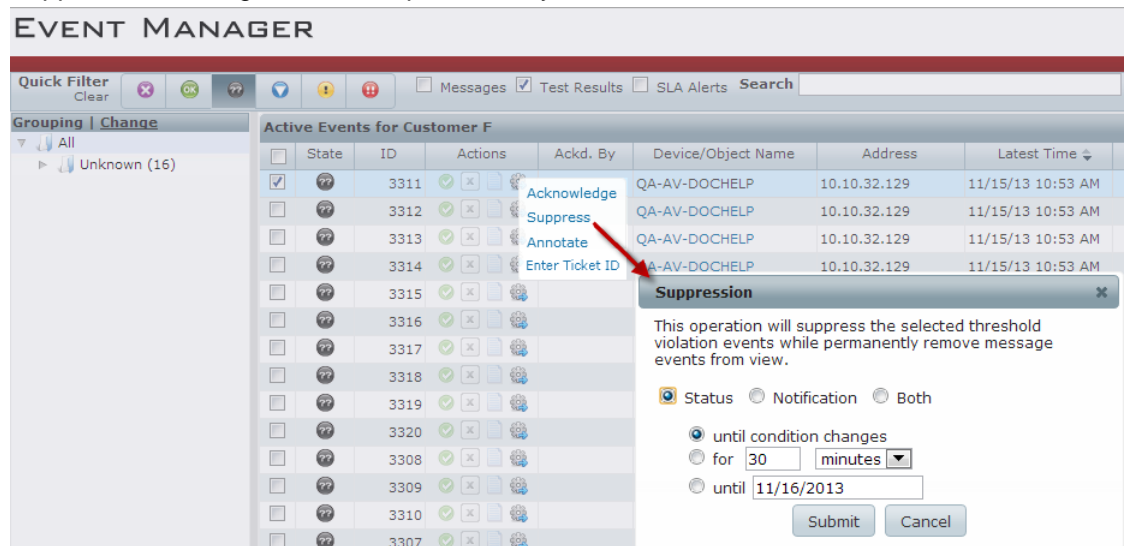 EVENT MANAGER
Quick Filter
Clear
OK ?? ! !! Messages Test Results SLA Alerts Search
Grouping | Change
All
Unknown (16)
Active Events for Customer F
State ID Actions Ackd. By Device/Object Name Address Latest Time
?? 3311 QA-AV-DOCHELP 10.10.32.129 11/15/13 10:53 AM
?? 3312 QA-AV-DOCHELP 10.10.32.129 11/15/13 10:53 AM
?? 3313 QA-AV-DOCHELP 10.10.32.129 11/15/13 10:53 AM
?? 3314 QA-AV-DOCHELP 10.10.32.129 11/15/13 10:53 AM
?? 3315
?? 3316
?? 3317
?? 3318
?? 3319
?? 3320
?? 3308
?? 3309
?? 3310
?? 3307
Acknowledge
Suppress
Annotate
Enter Ticket ID
Suppression
This operation will suppress the selected threshold
violation events while permanently remove message
events from view.
Status Notification Both
until condition changes
for 30 minutes
until 11/16/2013
Submit Cancel